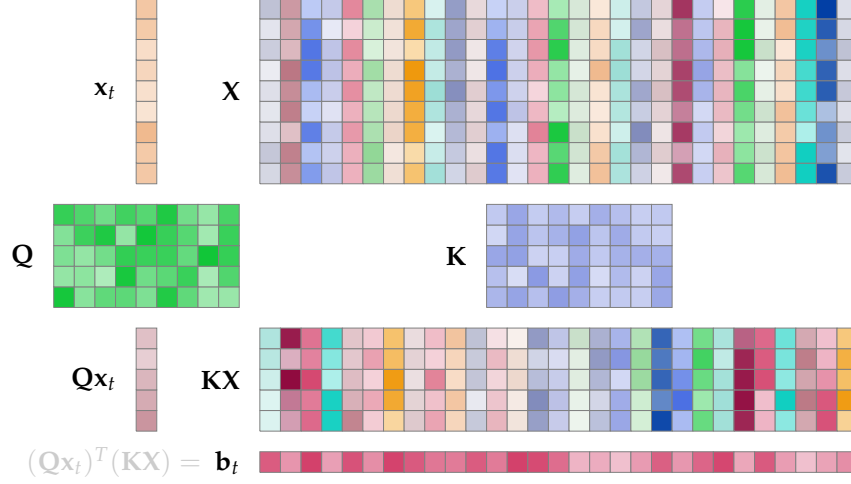 x_t X
Q K
Qx_t KX
(Qx_t)^T(KX) = b_t